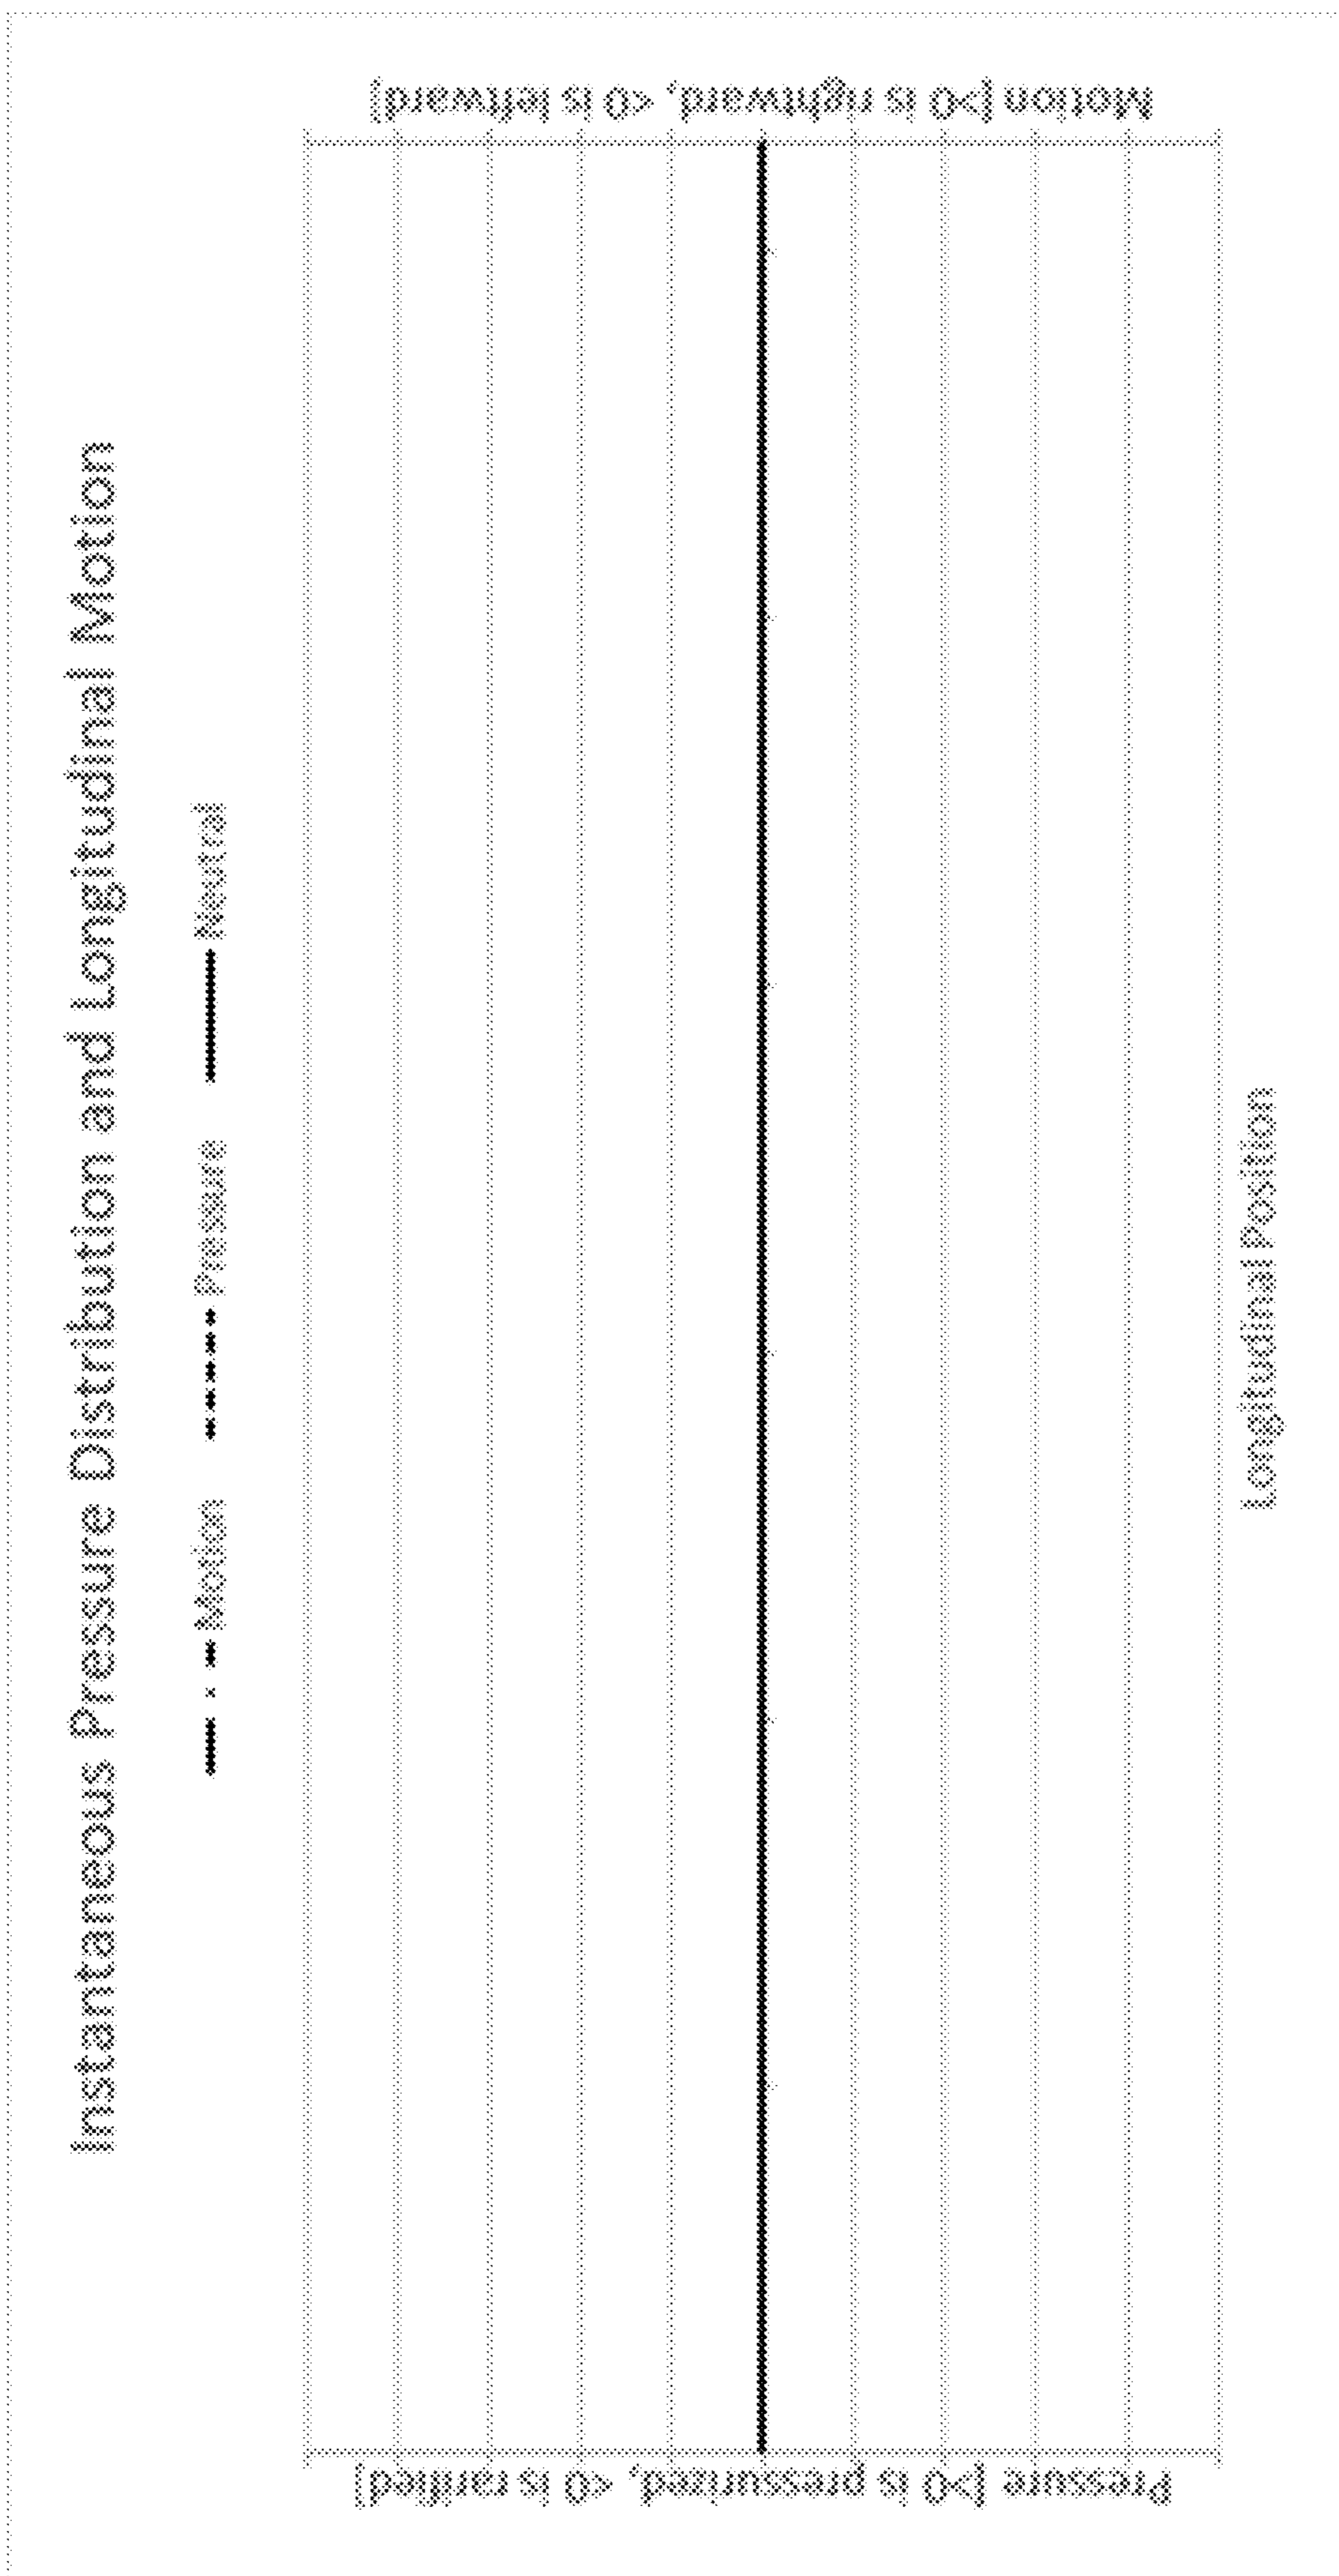 Instantaneous Pressure Distribution and Longitudinal Motion
Motion Pressure Neutral
Pressure [>0 is pressurized, <0 is rarified]
Motion [>0 is rightward, <0 is leftward]
Longitudinal Position